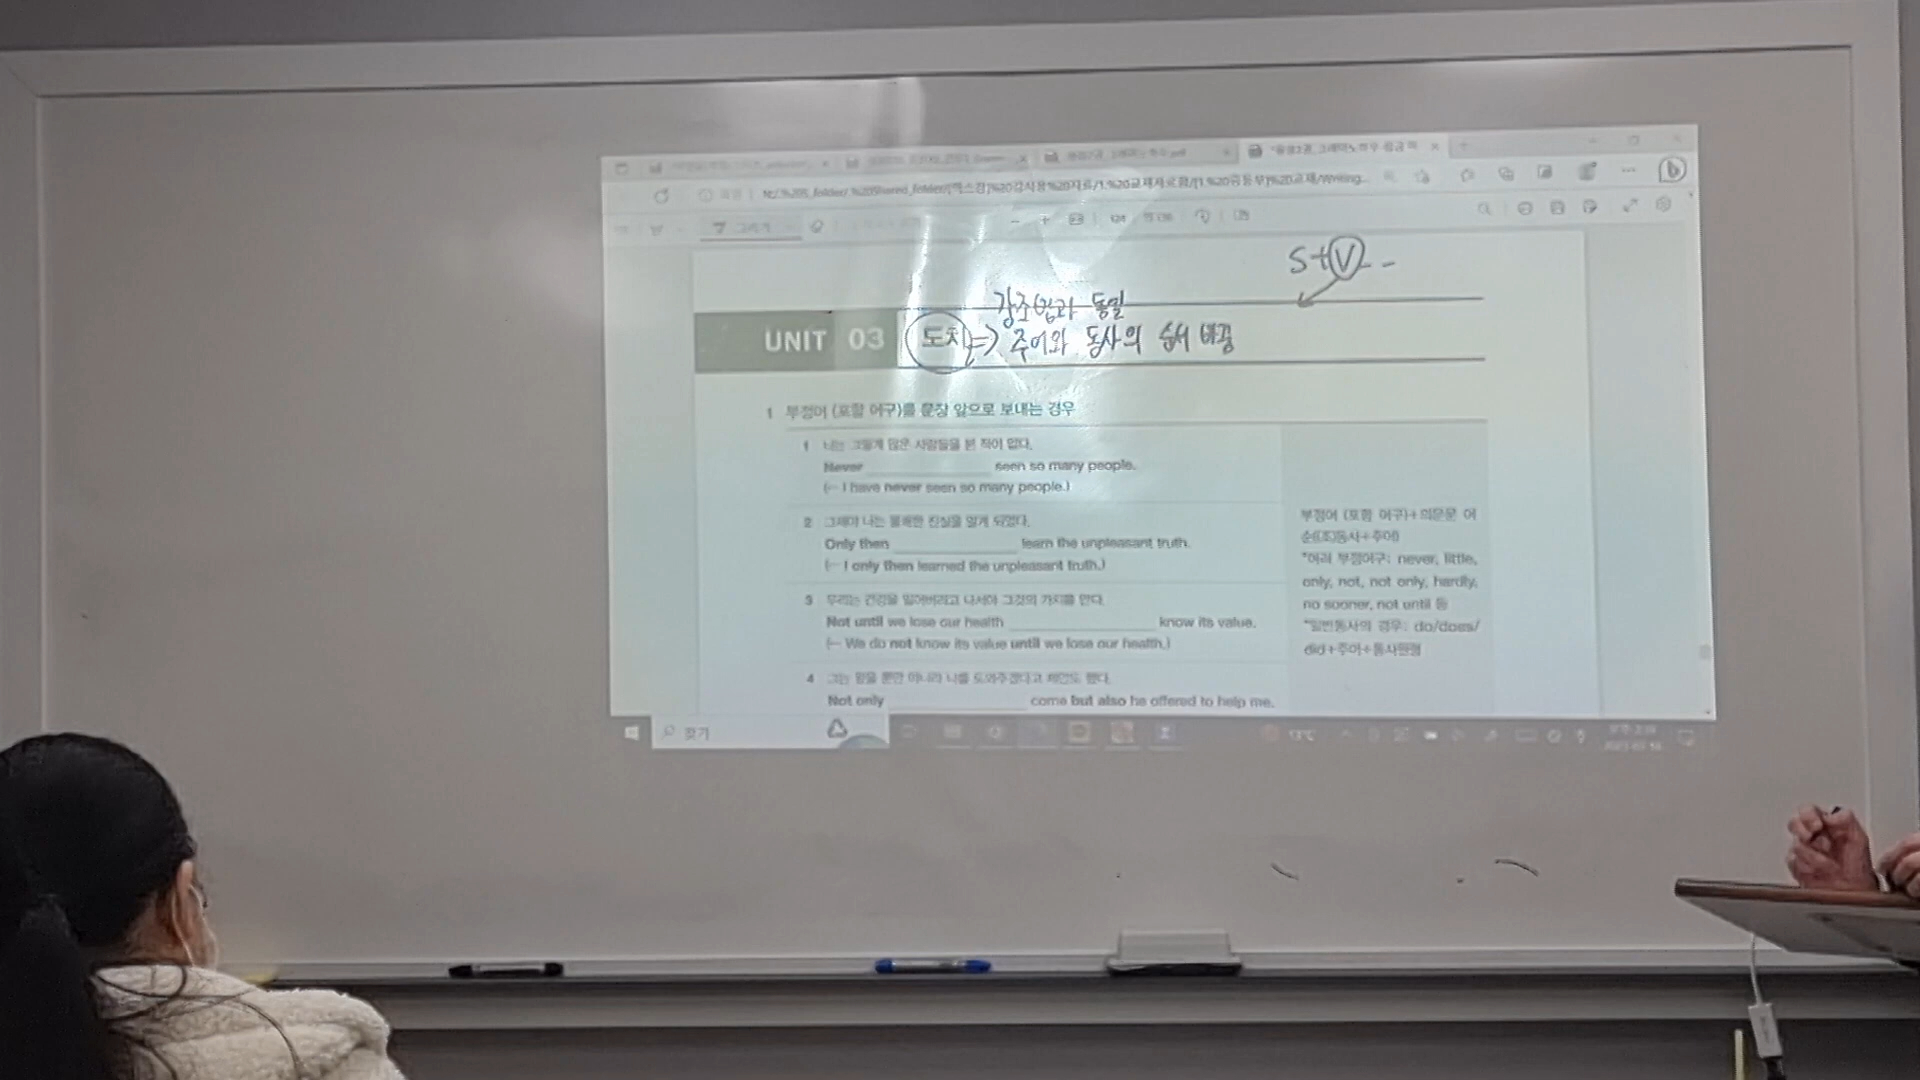 S+V -
강조법과 동일
UNIT 03 도치 => 주어와 동사의 순서 바꿈
1 부정어 (포함 어구)를 문장 앞으로 보내는 경우
1 나는 그렇게 많은 사람들을 본 적이 없다.
Never ____________ seen so many people.
(← I have never seen so many people.)
2 그제야 나는 불쾌한 진실을 알게 되었다.
Only then ____________ learn the unpleasant truth.
(← I only then learned the unpleasant truth.)
3 우리는 건강을 잃어버리고 나서야 그것의 가치를 안다.
Not until we lose our health ____________ know its value.
(← We do not know its value until we lose our health.)
4 그는 왔을 뿐만 아니라 나를 도와주겠다고 제안도 했다.
Not only ____________ come but also he offered to help me.
부정어 (포함 어구)+의문문 어
순((조)동사+주어)
*여러 부정어구: never, little,
only, not, not only, hardly,
no sooner, not until 등
*일반동사의 경우: do/does/
did+주어+동사원형
찾기
13°C